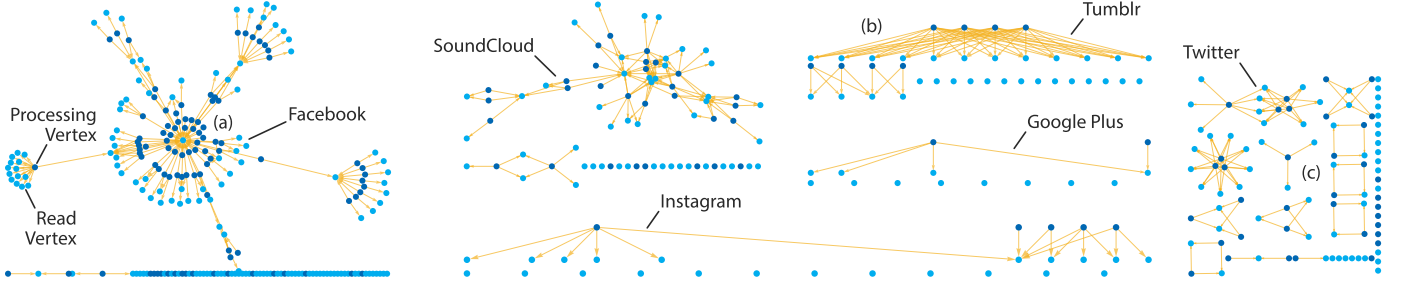 (a)
Facebook
Processing
Vertex
Read
Vertex
SoundCloud
(b)
Tumblr
Google Plus
Instagram
Twitter
(c)